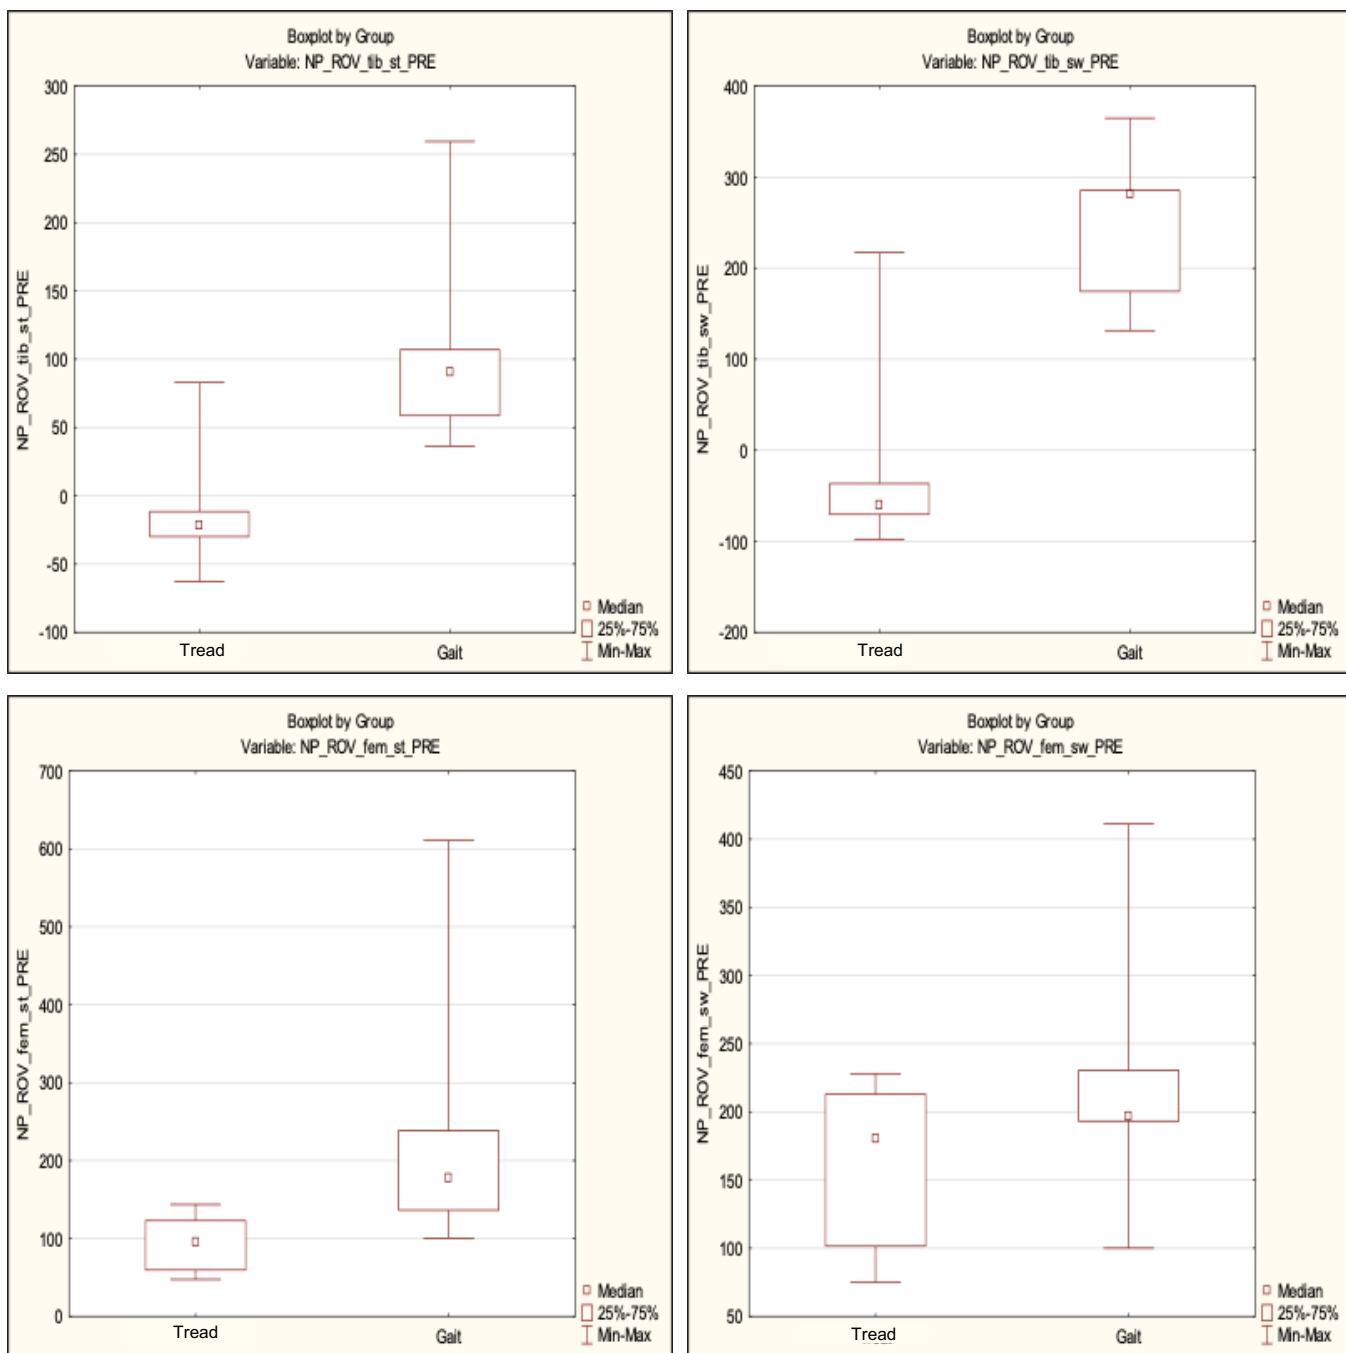 Boxplot by Group
Variable: NP_ROV_tib_st_PRE
300
250
200
150
100
50
0
-50
-100
NP_ROV_tib_st_PRE
Tread
Gait
Median
25%-75%
Min-Max
Boxplot by Group
Variable: NP_ROV_tib_sw_PRE
400
300
200
100
0
-100
-200
NP_ROV_tib_sw_PRE
Tread
Gait
Median
25%-75%
Min-Max
Boxplot by Group
Variable: NP_ROV_fem_st_PRE
700
600
500
400
300
200
100
0
NP_ROV_fem_st_PRE
Tread
Gait
Median
25%-75%
Min-Max
Boxplot by Group
Variable: NP_ROV_fem_sw_PRE
450
400
350
300
250
200
150
100
50
NP_ROV_fem_sw_PRE
Tread
Gait
Median
25%-75%
Min-Max